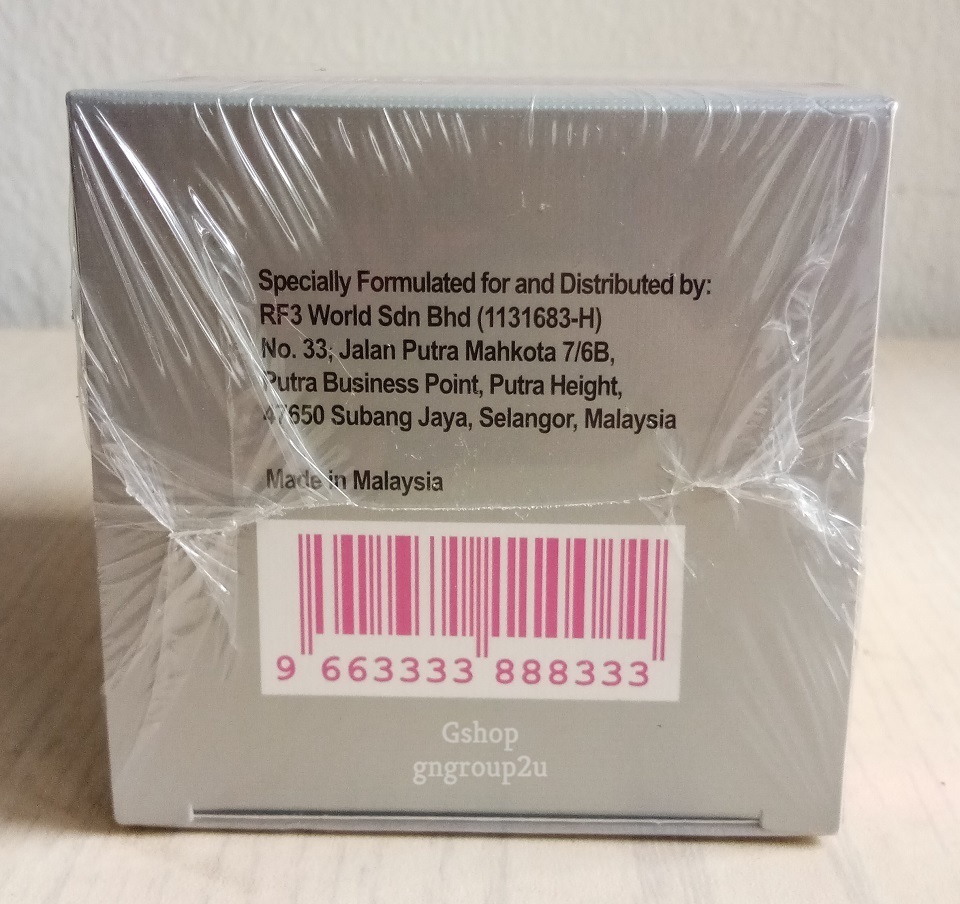 Specially Formulated for and Distributed by:
RF3 World Sdn Bhd (1131683-H)
No. 33, Jalan Putra Mahkota 7/6B,
Putra Business Point, Putra Height,
47650 Subang Jaya, Selangor, Malaysia
Made in Malaysia
9 663333 888333
Gshop
gngroup2u